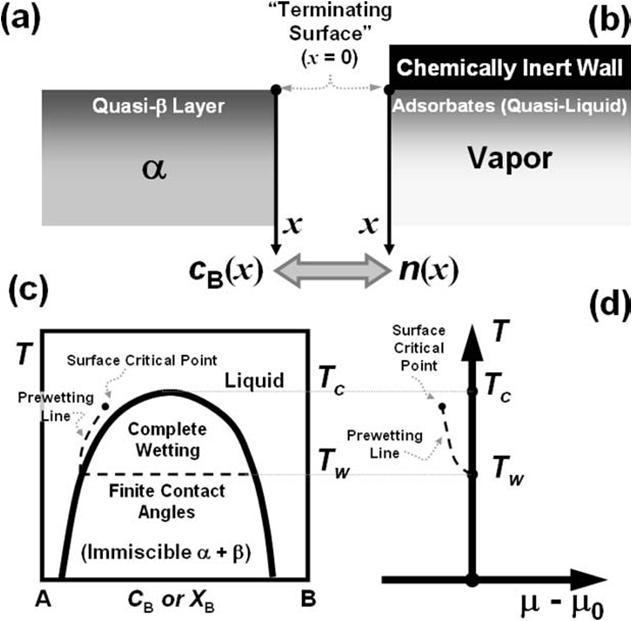 (a)
“Terminating
Surface”
(x = 0)
(b)
Chemically Inert Wall
Quasi-β Layer
Adsorbates (Quasi-Liquid)
α
Vapor
x
x
cB(x)
n(x)
(c)
(d)
T
Surface Critical Point
Prewetting
Line
Liquid
Complete
Wetting
Finite Contact
Angles
(Immiscible α + β)
A
CB or XB
B
TC
TW
Surface
Critical
Point
T
TC
Prewetting
Line
TW
μ - μ0